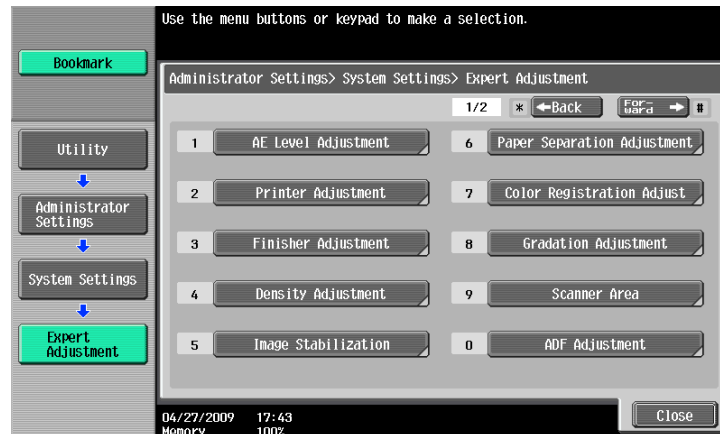 Use the menu buttons or keypad to make a selection.
Bookmark
Administrator Settings> System Settings> Expert Adjustment
1/2 * ←Back For-
ward → #
Utility
Administrator
Settings
System Settings
Expert
Adjustment
1 AE Level Adjustment
6 Paper Separation Adjustment
2 Printer Adjustment
7 Color Registration Adjust
3 Finisher Adjustment
8 Gradation Adjustment
4 Density Adjustment
9 Scanner Area
5 Image Stabilization
0 ADF Adjustment
04/27/2009 17:43
Memory 100%
Close